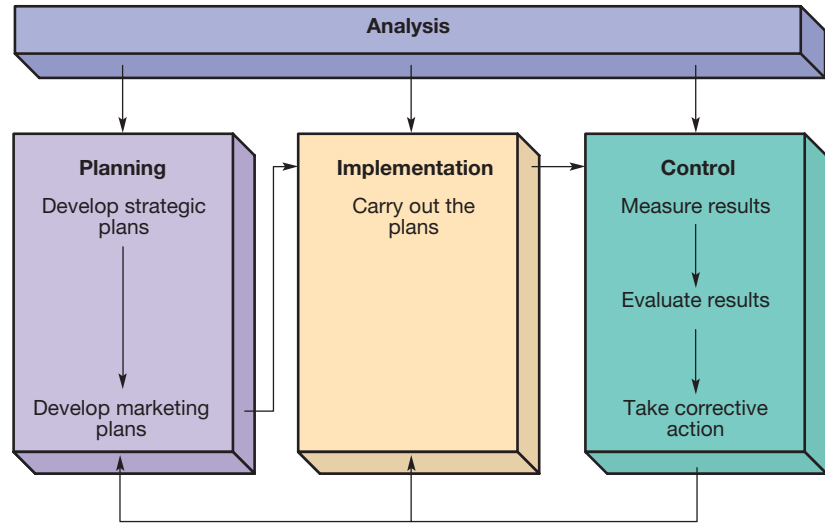 Analysis
Planning
Develop strategic
plans
Develop marketing
plans
Implementation
Carry out the
plans
Control
Measure results
Evaluate results
Take corrective
action